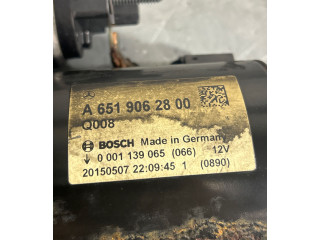 A 651 906 28 00
Q008
BOSCH Made in Germany
0 001 139 065 (066) 12V
20150507 22:09:45 1 (0890)